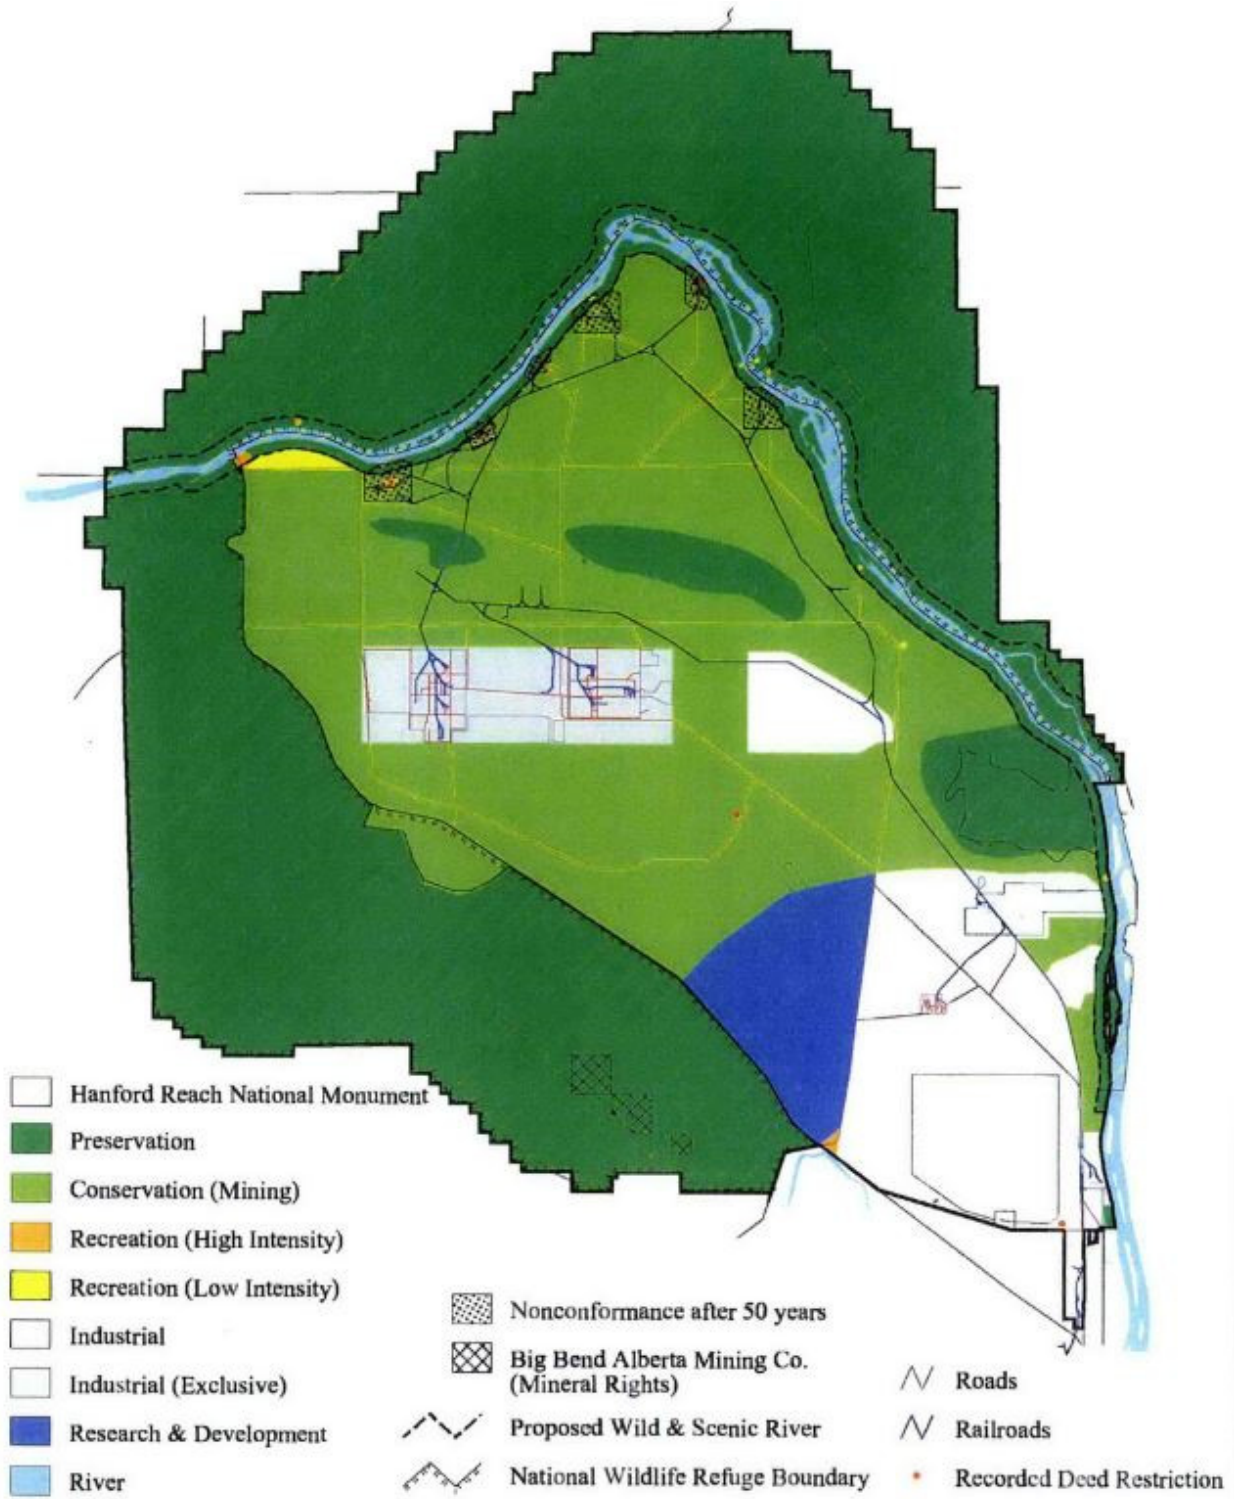 Hanford Reach National Monument
Preservation
Conservation (Mining)
Recreation (High Intensity)
Recreation (Low Intensity)
Industrial
Industrial (Exclusive)
Research & Development
River
Nonconformance after 50 years
Big Bend Alberta Mining Co.
(Mineral Rights)
Proposed Wild & Scenic River
National Wildlife Refuge Boundary
Roads
Railroads
Recorded Deed Restriction